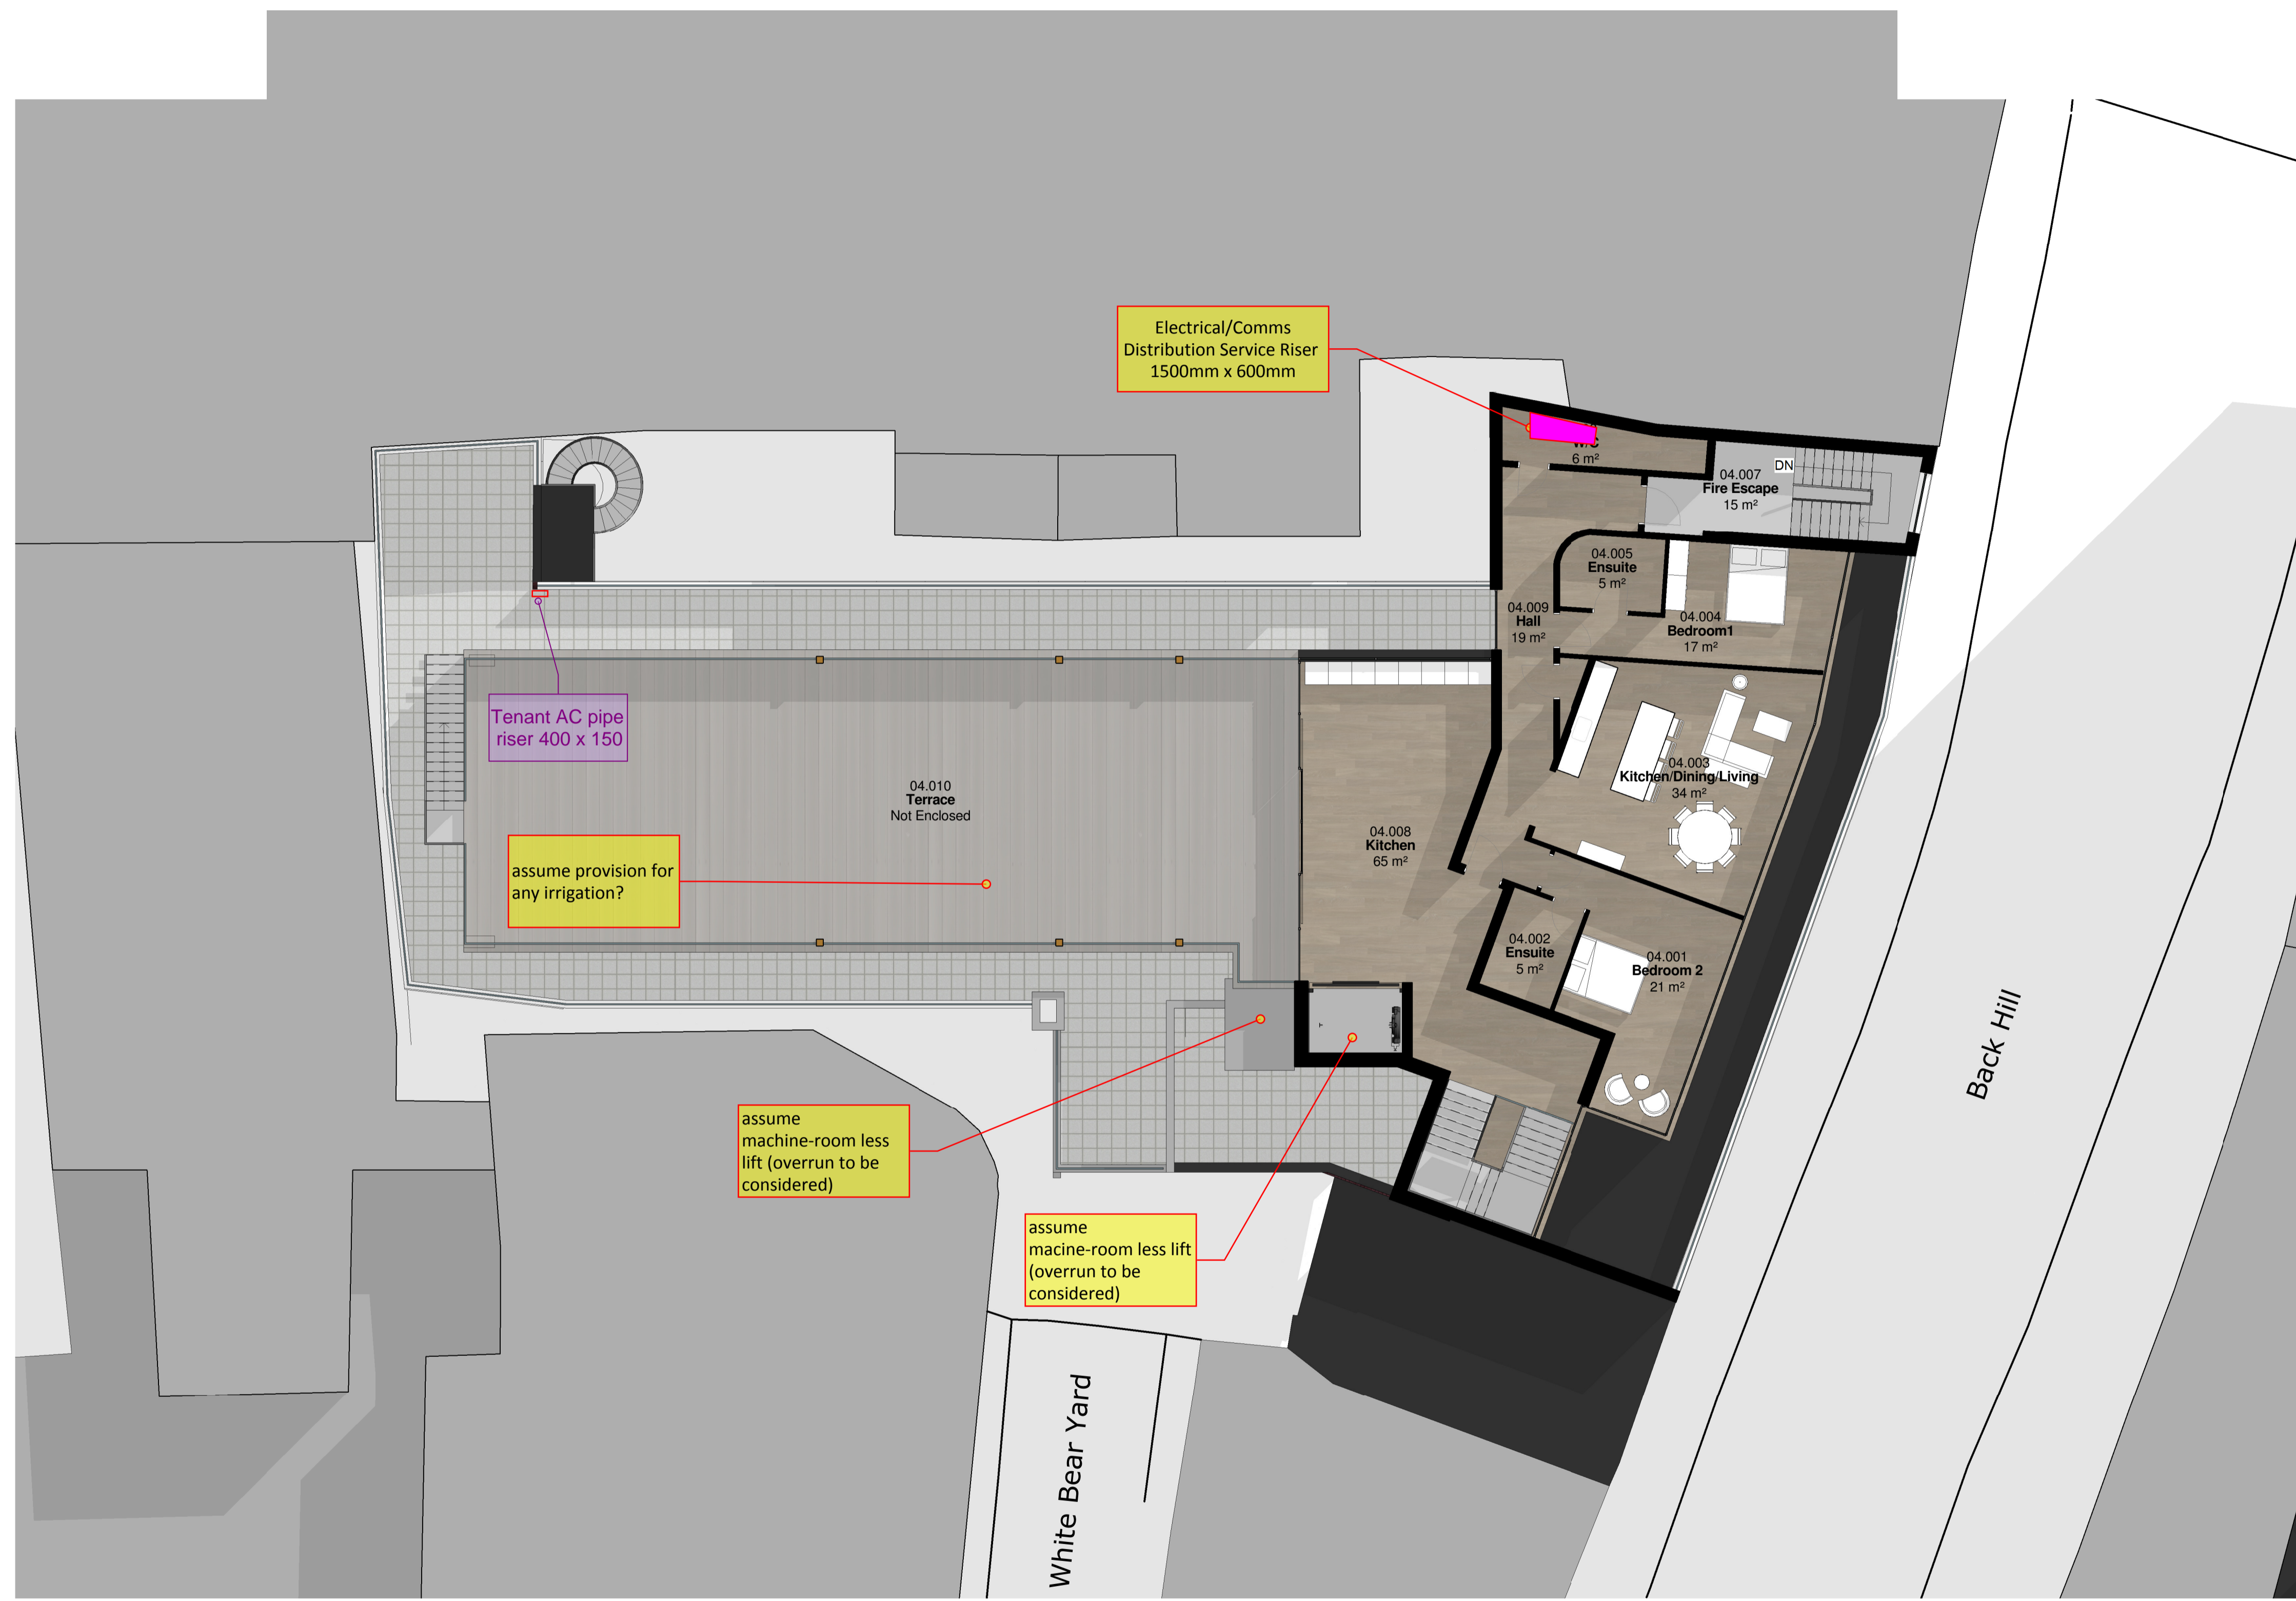 Electrical/Comms
Distribution Service Riser
1500mm x 600mm
WC
6 m²
DN
04.007
Fire Escape
15 m²
04.005
Ensuite
5 m²
04.009
Hall
19 m²
04.004
Bedroom1
17 m²
Tenant AC pipe
riser 400 x 150
04.003
Kitchen/Dining/Living
34 m²
04.010
Terrace
Not Enclosed
04.008
Kitchen
65 m²
assume provision for
any irrigation?
04.002
Ensuite
5 m²
04.001
Bedroom 2
21 m²
Back Hill
assume
machine-room less
lift (overrun to be
considered)
assume
macine-room less lift
(overrun to be
considered)
White Bear Yard